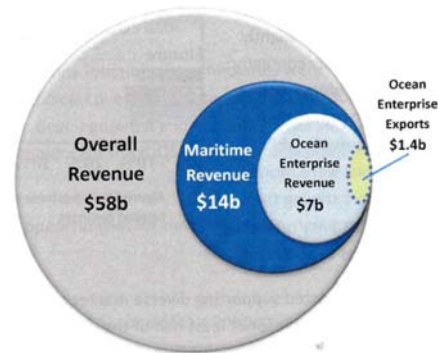 Overall
Revenue
$58b
Maritime
Revenue
$14b
Ocean
Enterprise
Revenue
$7b
Ocean
Enterprise
Exports
$1.4b